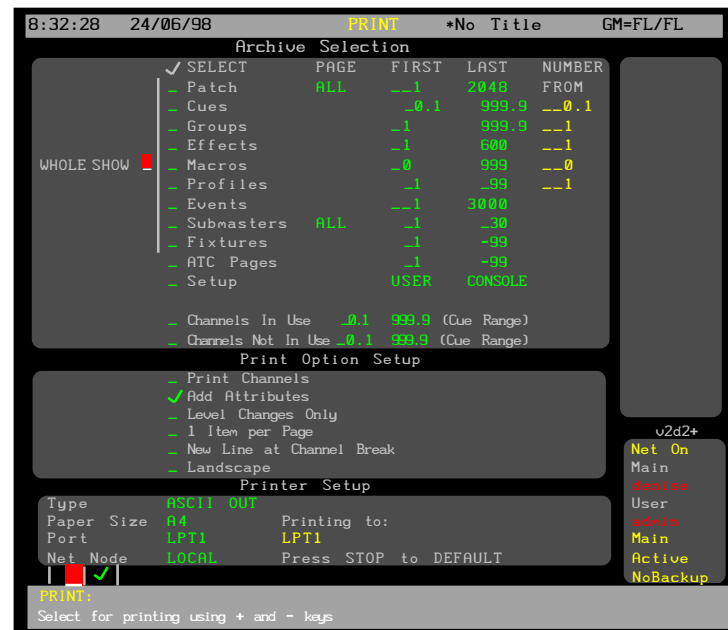 8:32:28 24/06/98 PRINT *No Title GM=FL/FL
Archive Selection
SELECT PAGE FIRST LAST NUMBER
_ Patch ALL __1 2048 FROM
_ Cues _0.1 999.9 __0.1
_ Groups _1 999.9 __1
_ Effects _1 600 __1
WHOLE SHOW _ _ Macros _0 999 __0
_ Profiles _1 _99 __1
_ Events __1 3000
_ Submasters ALL _1 _30
_ Fixtures _1 -99
_ ATC Pages _1 -99
_ Setup USER CONSOLE
_ Channels In Use _0.1 999.9 (Cue Range)
_ Channels Not In Use _0.1 999.9 (Cue Range)
Print Option Setup
_ Print Channels
Add Attributes
_ Level Changes Only
_ 1 Item per Page
_ New Line at Channel Break
_ Landscape
Printer Setup
Type ASCII OUT
Paper Size A4 Printing to:
Port LPT1 LPT1
Net Node LOCAL Press STOP to DEFAULT
v2d2+
Net On
Main
denise
User
admin
Main
Active
NoBackup
PRINT:
Select for printing using + and - keys